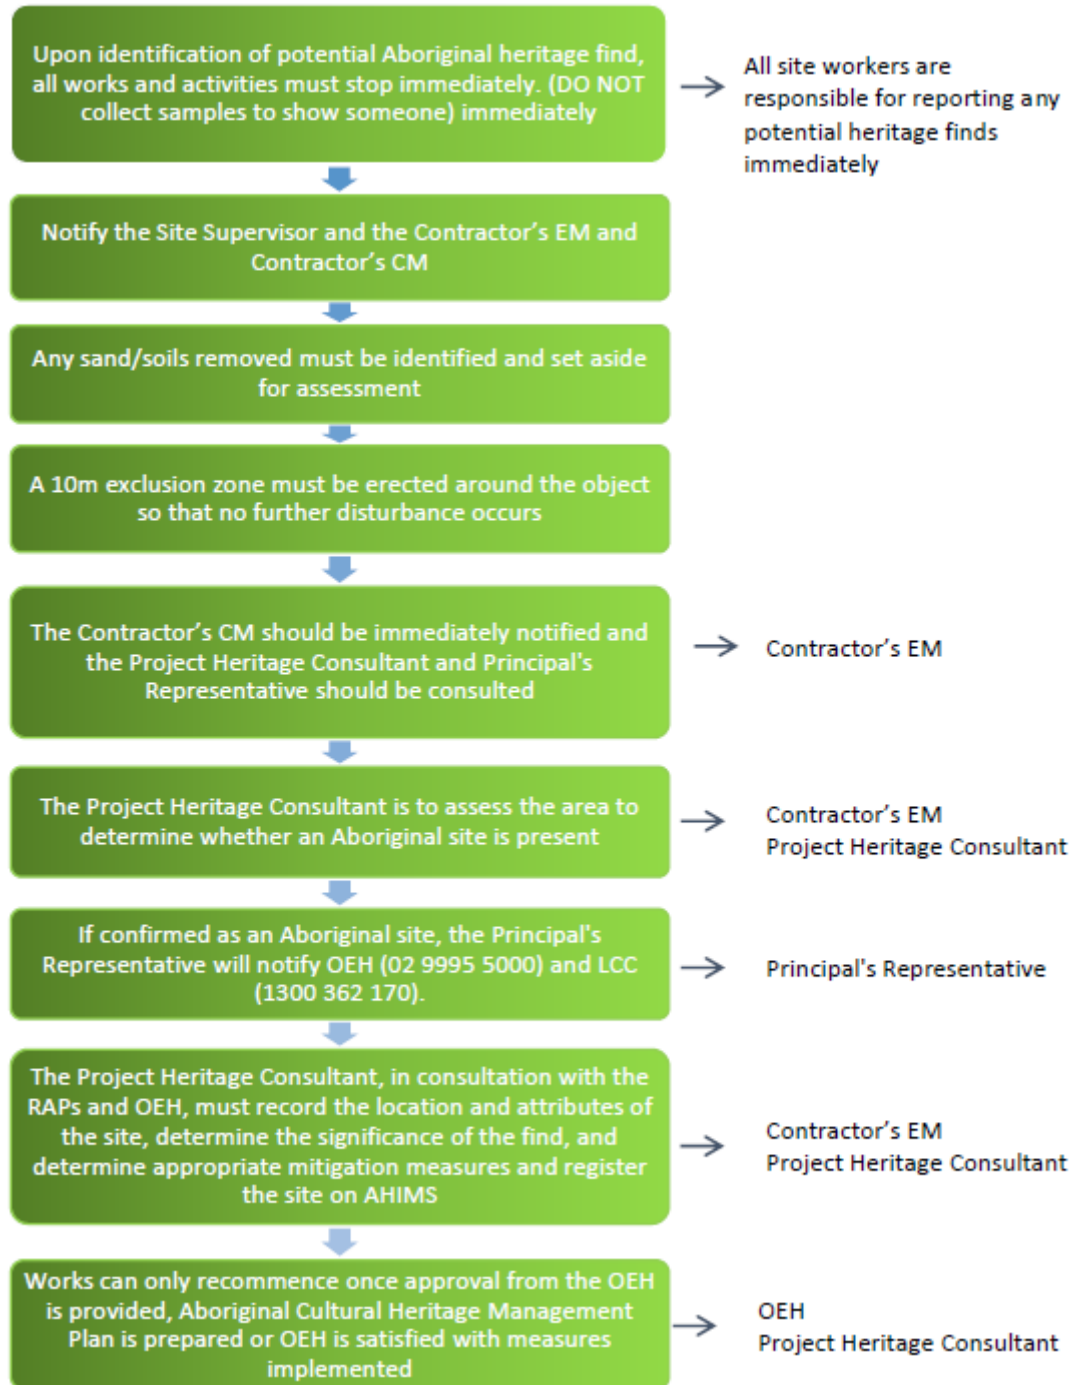 Upon identification of potential Aboriginal heritage find,
all works and activities must stop immediately. (DO NOT
collect samples to show someone) immediately
All site workers are
responsible for reporting any
potential heritage finds
immediately
Notify the Site Supervisor and the Contractor’s EM and
Contractor’s CM
Any sand/soils removed must be identified and set aside
for assessment
A 10m exclusion zone must be erected around the object
so that no further disturbance occurs
The Contractor’s CM should be immediately notified and
the Project Heritage Consultant and Principal's
Representative should be consulted
Contractor’s EM
The Project Heritage Consultant is to assess the area to
determine whether an Aboriginal site is present
Contractor’s EM
Project Heritage Consultant
If confirmed as an Aboriginal site, the Principal's
Representative will notify OEH (02 9995 5000) and LCC
(1300 362 170).
Principal's Representative
The Project Heritage Consultant, in consultation with the
RAPs and OEH, must record the location and attributes of
the site, determine the significance of the find, and
determine appropriate mitigation measures and register
the site on AHIMS
Contractor’s EM
Project Heritage Consultant
Works can only recommence once approval from the OEH
is provided, Aboriginal Cultural Heritage Management
Plan is prepared or OEH is satisfied with measures
implemented
OEH
Project Heritage Consultant